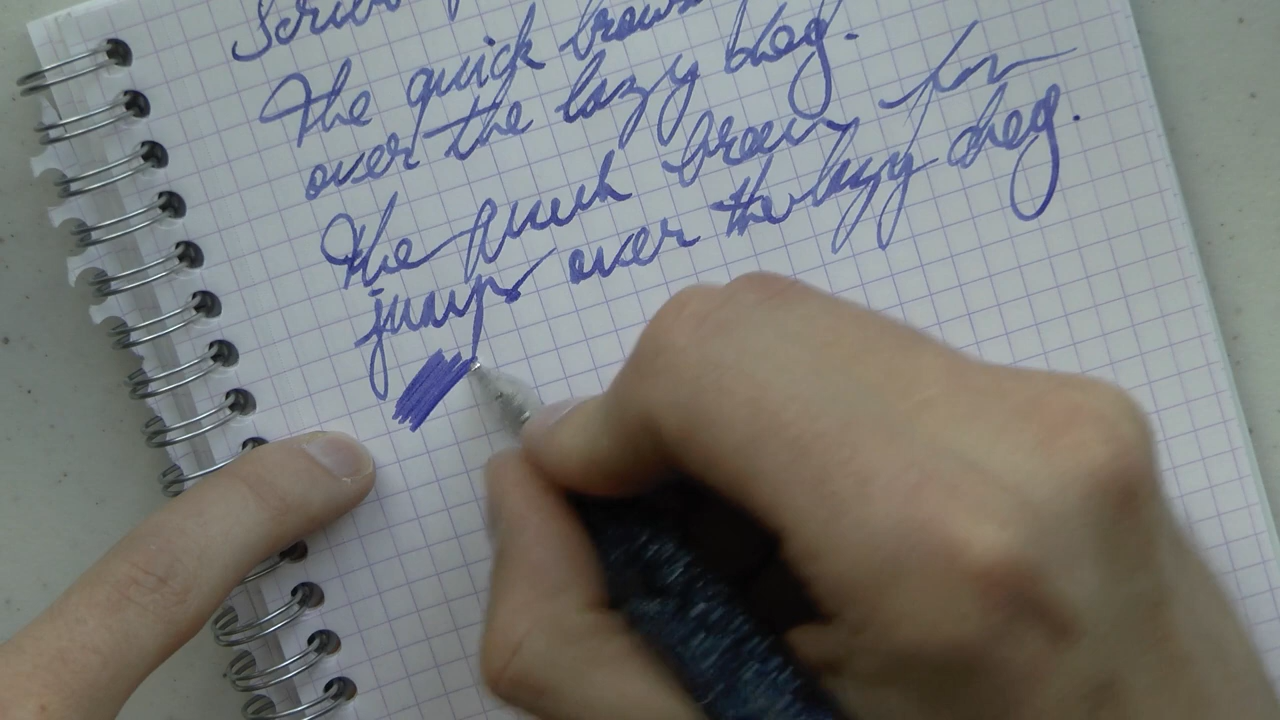 The quick brown
over the lazy dog.
The quick brown fox
jumps over the lazy dog.